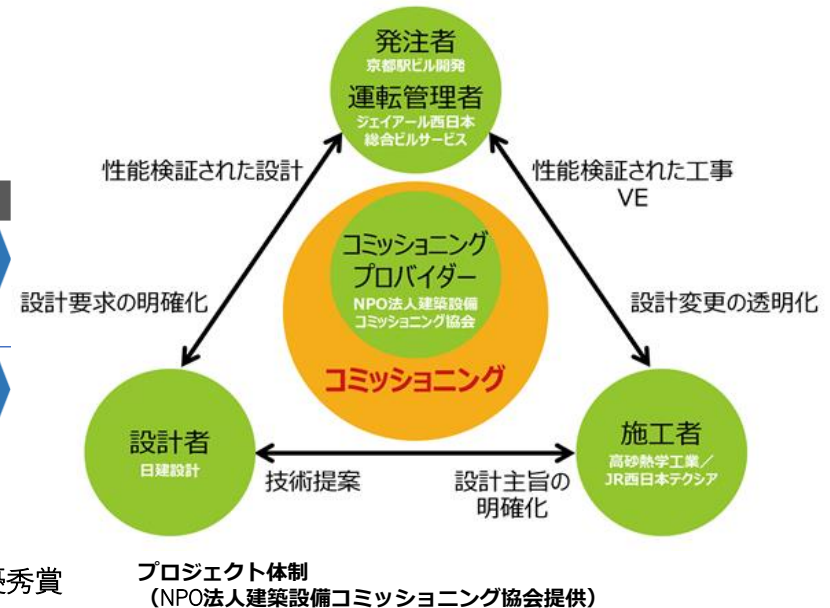 発注者
京都駅ビル開発
運転管理者
ジェイアール西日本
総合ビルサービス
性能検証された設計
性能検証された工事
VE
コミッショニング
プロバイダー
NPO法人建築設備
コミッショニング協会
設計要求の明確化
設計変更の透明化
コミッショニング
設計者
日建設計
施工者
高砂熱学工業／
JR西日本テクシア
技術提案
設計主旨の
明確化
優秀賞
プロジェクト体制
（NPO法人建築設備コミッショニング協会提供）